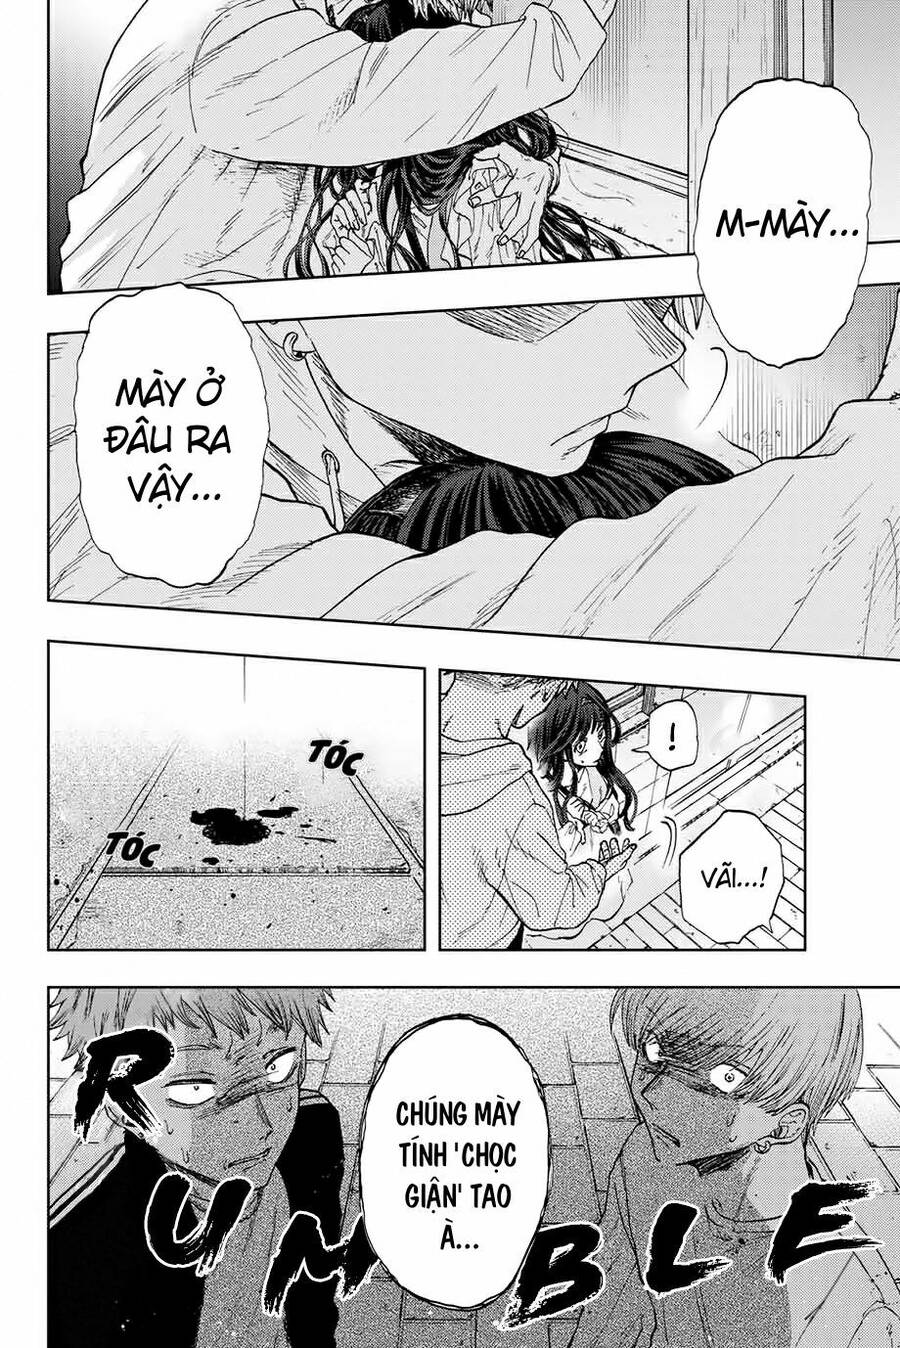 M-MÀY...
MÀY Ở
ĐÂU RA
VẬY...
!
VÃI...!
TÓC
TÓC
CHÚNG MÀY
TÍNH 'CHỌC
GIẬN' TAO
À...
RUMBLE